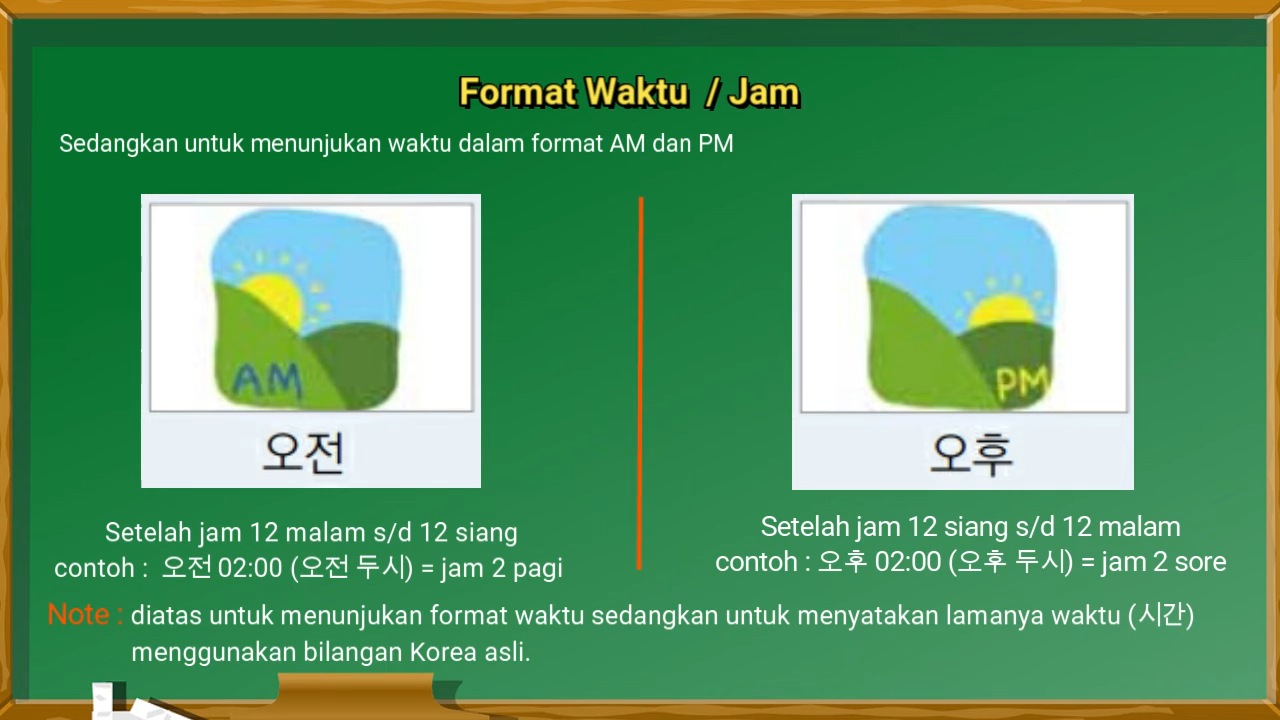 Format Waktu / Jam
Sedangkan untuk menunjukan waktu dalam format AM dan PM
AM
오전
Setelah jam 12 malam s/d 12 siang
contoh : 오전 02:00 (오전 두시) = jam 2 pagi
PM
오후
Setelah jam 12 siang s/d 12 malam
contoh : 오후 02:00 (오후 두시) = jam 2 sore
Note : diatas untuk menunjukan format waktu sedangkan untuk menyatakan lamanya waktu (시간)
menggunakan bilangan Korea asli.